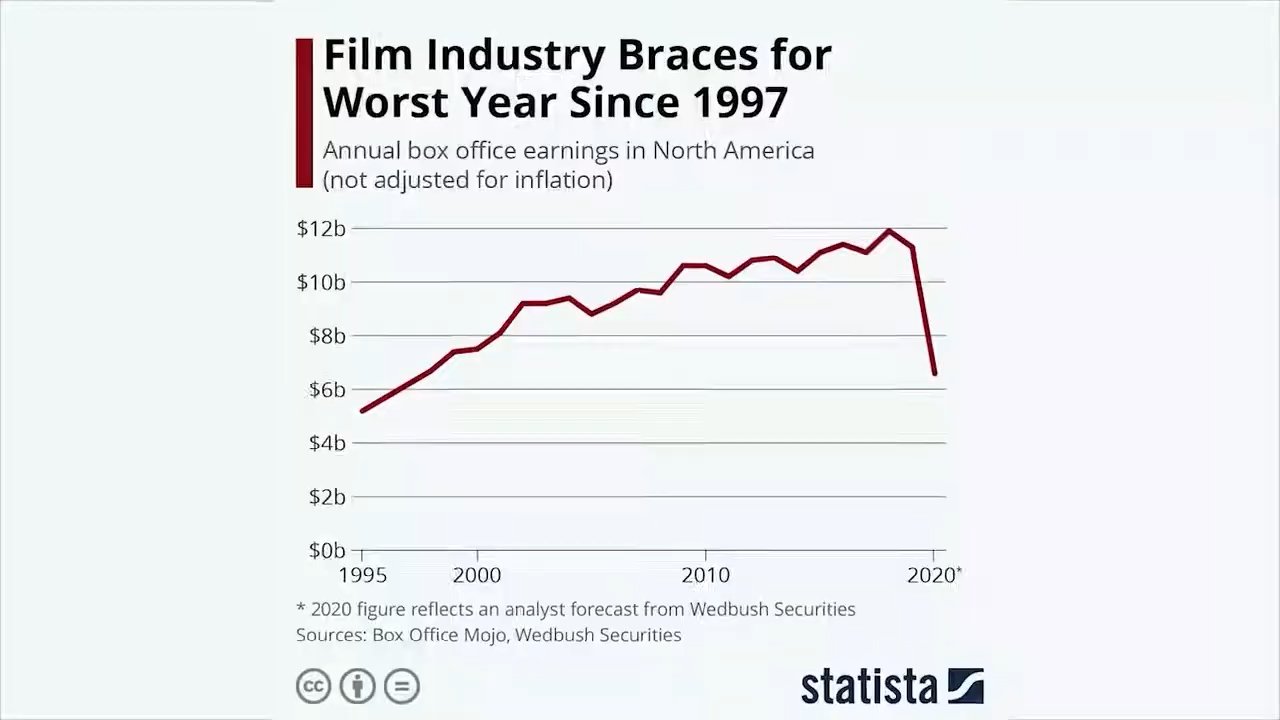 Film Industry Braces for
Worst Year Since 1997
Annual box office earnings in North America
(not adjusted for inflation)
$12b
$10b
$8b
$6b
$4b
$2b
$0b
1995 2000 2010 2020*
* 2020 figure reflects an analyst forecast from Wedbush Securities
Sources: Box Office Mojo, Wedbush Securities
cc
statista